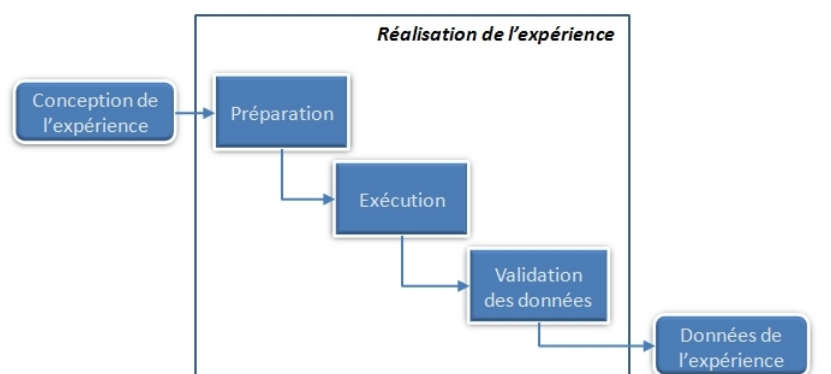 Réalisation de l'expérience
Conception de
l'expérience
Préparation
Exécution
Validation
des données
Données de
l'expérience